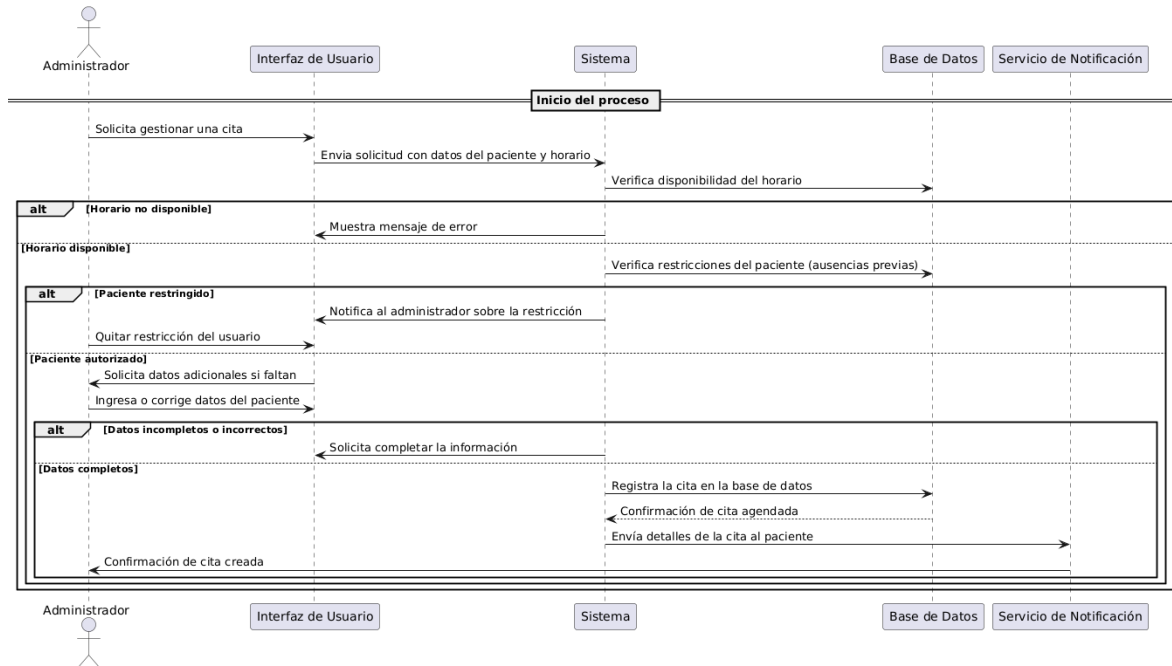 Administrador
Interfaz de Usuario
Sistema
Base de Datos
Servicio de Notificación
Inicio del proceso
Solicita gestionar una cita
Envia solicitud con datos del paciente y horario
Verifica disponibilidad del horario
alt
[Horario no disponible]
Muestra mensaje de error
[Horario disponible]
Verifica restricciones del paciente (ausencias previas)
alt
[Paciente restringido]
Notifica al administrador sobre la restricción
Quitar restricción del usuario
[Paciente autorizado]
Solicita datos adicionales si faltan
Ingresa o corrige datos del paciente
alt
[Datos incompletos o incorrectos]
Solicita completar la información
[Datos completos]
Registra la cita en la base de datos
Confirmación de cita agendada
Envía detalles de la cita al paciente
Confirmación de cita creada
Administrador
Interfaz de Usuario
Sistema
Base de Datos
Servicio de Notificación